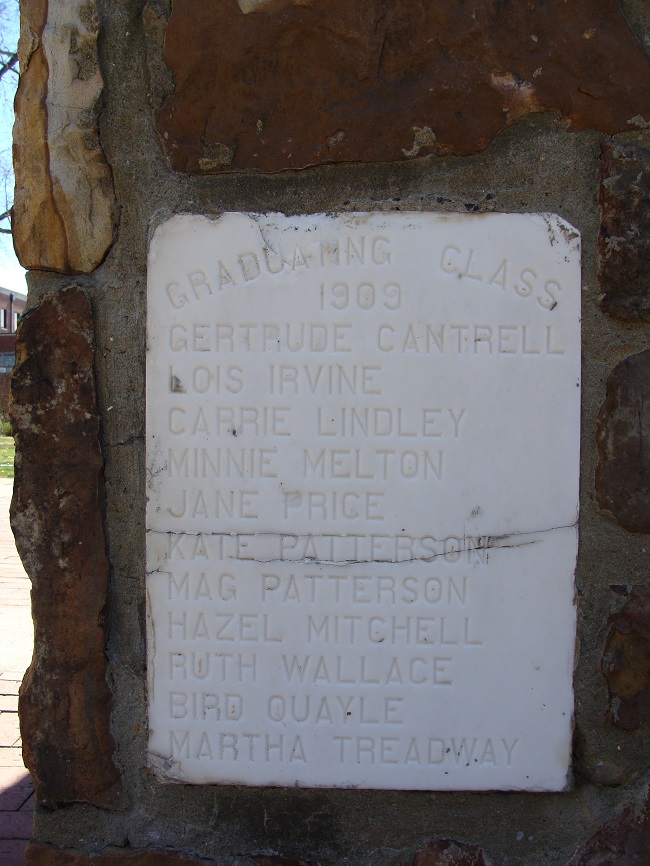 GRADUATING CLASS
1909
GERTRUDE CANTRELL
LOIS IRVINE
CARRIE LINDLEY
MINNIE MELTON
JANE PRICE
KATE PATTERSON
MAG PATTERSON
HAZEL MITCHELL
RUTH WALLACE
BIRD QUAYLE
MARTHA TREADWAY